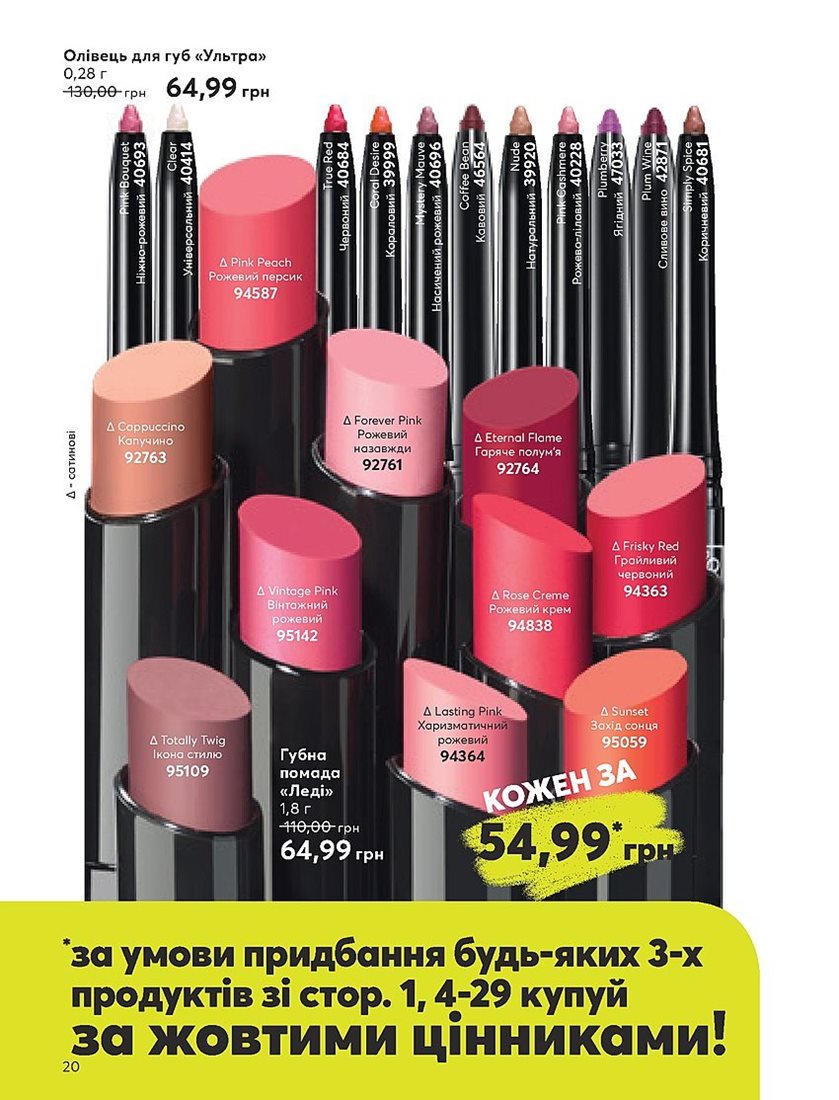 Олівець для губ «Ультра»
0,28 г
130,00 грн 64,99 грн
Pink Bouquet 40693
Ніжно-рожевий
Clear 40414
Універсальний
True Red 40684
Червоний
Coral Desire 39999
Кораловий
Mystery Mauve 40696
Насичений рожевий
Coffee Bean 46564
Кавовий
Nude 39920
Натуральний
Pink Cashmere 40228
Рожево-ліловий
Plumberry 47033
Ягідний
Plum Wine 42871
Сливове вино
Simply Spice 40681
Коричневий
Δ Pink Peach
Рожевий персик
94587
Δ Cappuccino
Капучино
92763
Δ Forever Pink
Рожевий
назавжди
92761
Δ Eternal Flame
Гаряче полум'я
92764
Δ - сатинові
Δ Vintage Pink
Вінтажний
рожевий
95142
Δ Rose Creme
Рожевий крем
94838
Δ Frisky Red
Грайливий
червоний
94363
Δ Totally Twig
Ікона стилю
95109
Δ Lasting Pink
Харизматичний
рожевий
94364
Δ Sunset
Захід сонця
95059
Губна
помада
«Леді»
1,8 г
110,00 грн
64,99 грн
КОЖЕН ЗА
54,99* грн
*за умови придбання будь-яких 3-х
продуктів зі стор. 1, 4-29 купуй
за жовтими цінниками!
20